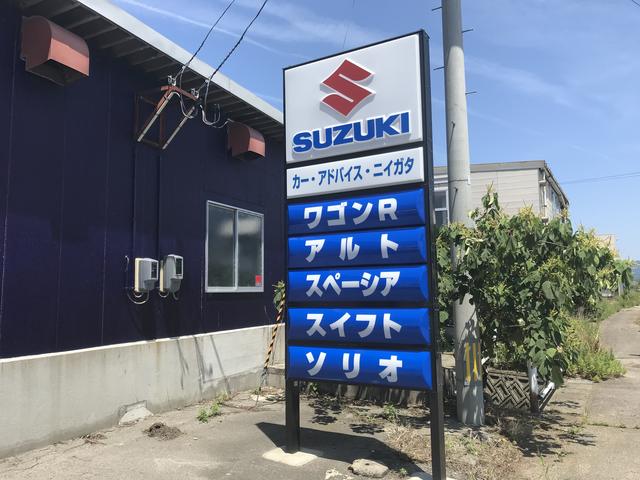 SUZUKI
カー・アドバイス・ニイガタ
ワゴンR
アルト
スペーシア
スイフト
ソリオ
11